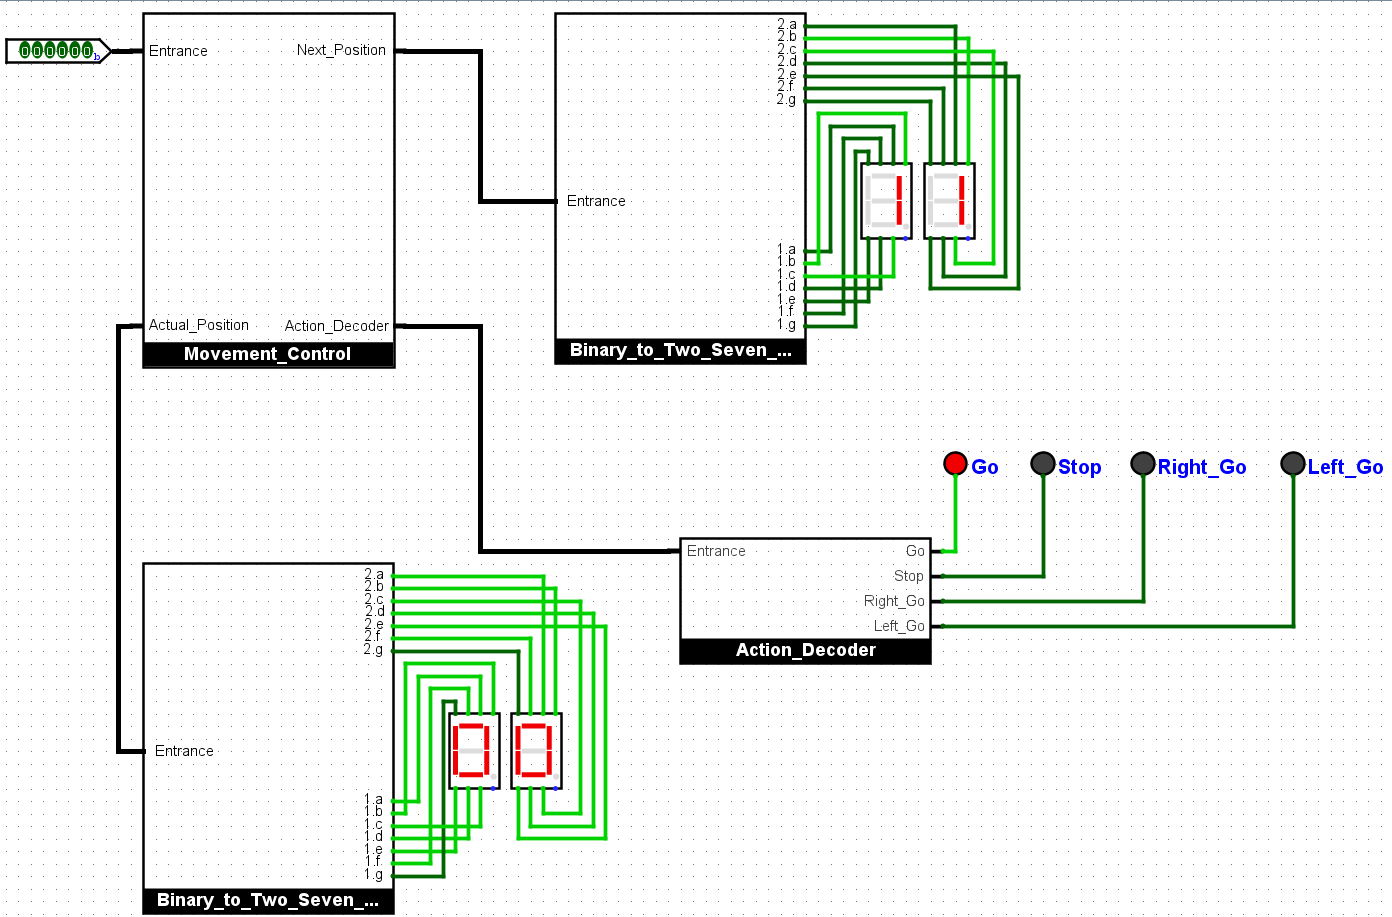 000000b
Entrance
Next_Position
Actual_Position
Action_Decoder
Movement_Control
2.a
2.b
2.c
2.d
2.e
2.f
2.g
Entrance
1.a
1.b
1.c
1.d
1.e
1.f
1.g
Binary_to_Two_Seven_...
11
Go
Stop
Right_Go
Left_Go
Entrance
Go
Stop
Right_Go
Left_Go
Action_Decoder
2.a
2.b
2.c
2.d
2.e
2.f
2.g
Entrance
1.a
1.b
1.c
1.d
1.e
1.f
1.g
Binary_to_Two_Seven_...
00